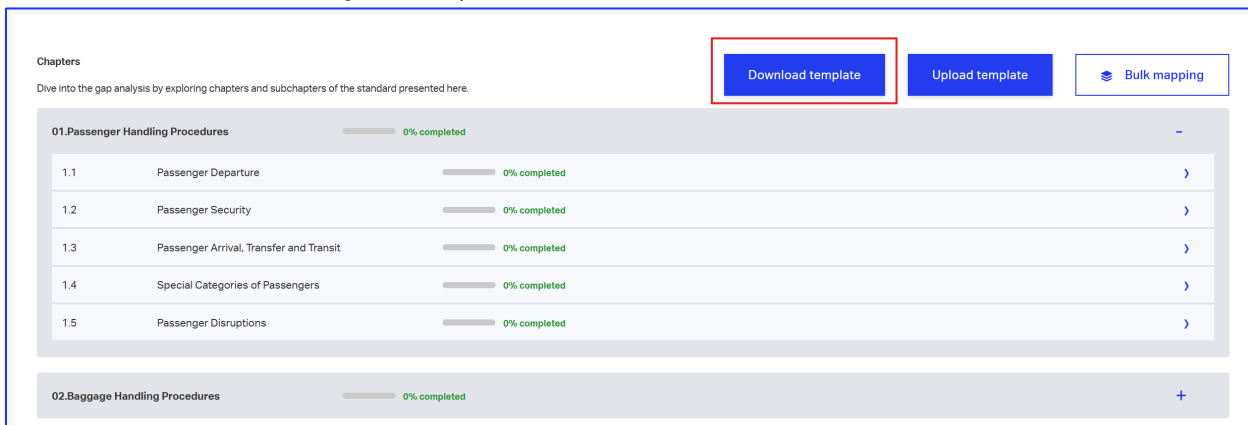 Chapters
Download template
Upload template
Bulk mapping
Dive into the gap analysis by exploring chapters and subchapters of the standard presented here.
01.Passenger Handling Procedures 0% completed -
1.1 Passenger Departure 0% completed
1.2 Passenger Security 0% completed
1.3 Passenger Arrival, Transfer and Transit 0% completed
1.4 Special Categories of Passengers 0% completed
1.5 Passenger Disruptions 0% completed
02.Baggage Handling Procedures 0% completed +